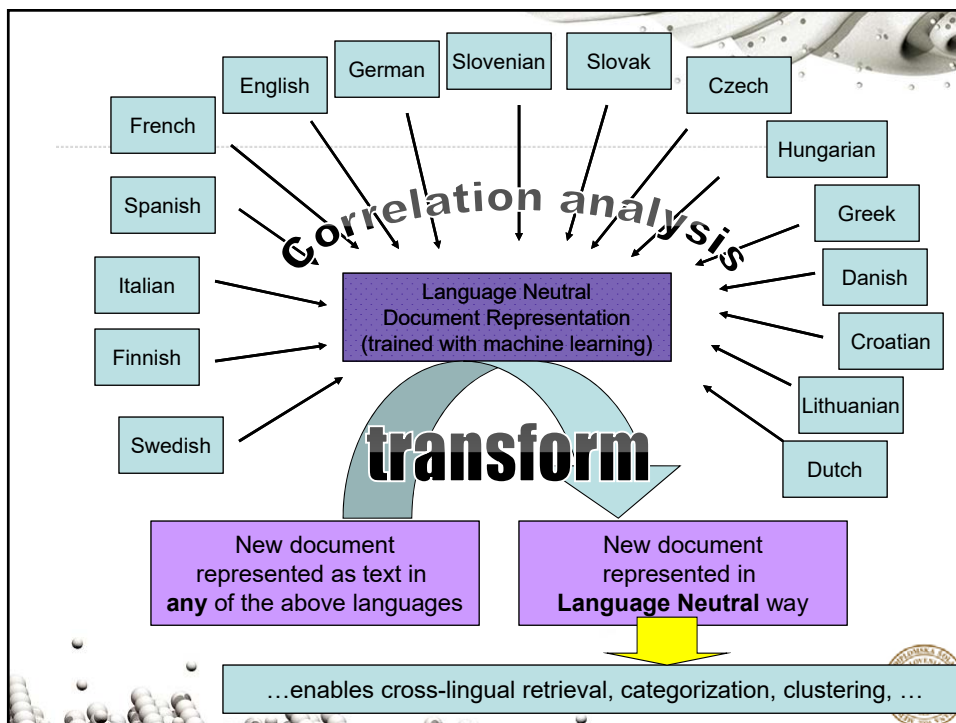 Slovenian
Slovak
German
English
Czech
French
Hungarian
Spanish
Greek
Correlation analysis
Italian
Danish
Language Neutral
Document Representation
(trained with machine learning)
Croatian
Finnish
Lithuanian
Swedish
transform
Dutch
New document
represented as text in
any of the above languages
New document
represented in
Language Neutral way
…enables cross-lingual retrieval, categorization, clustering, …